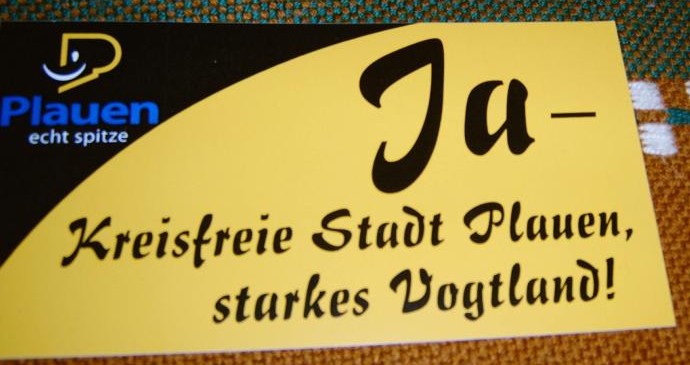 Plauen
echt spitze
Ja –
Kreisfreie Stadt Plauen,
starkes Vogtland!